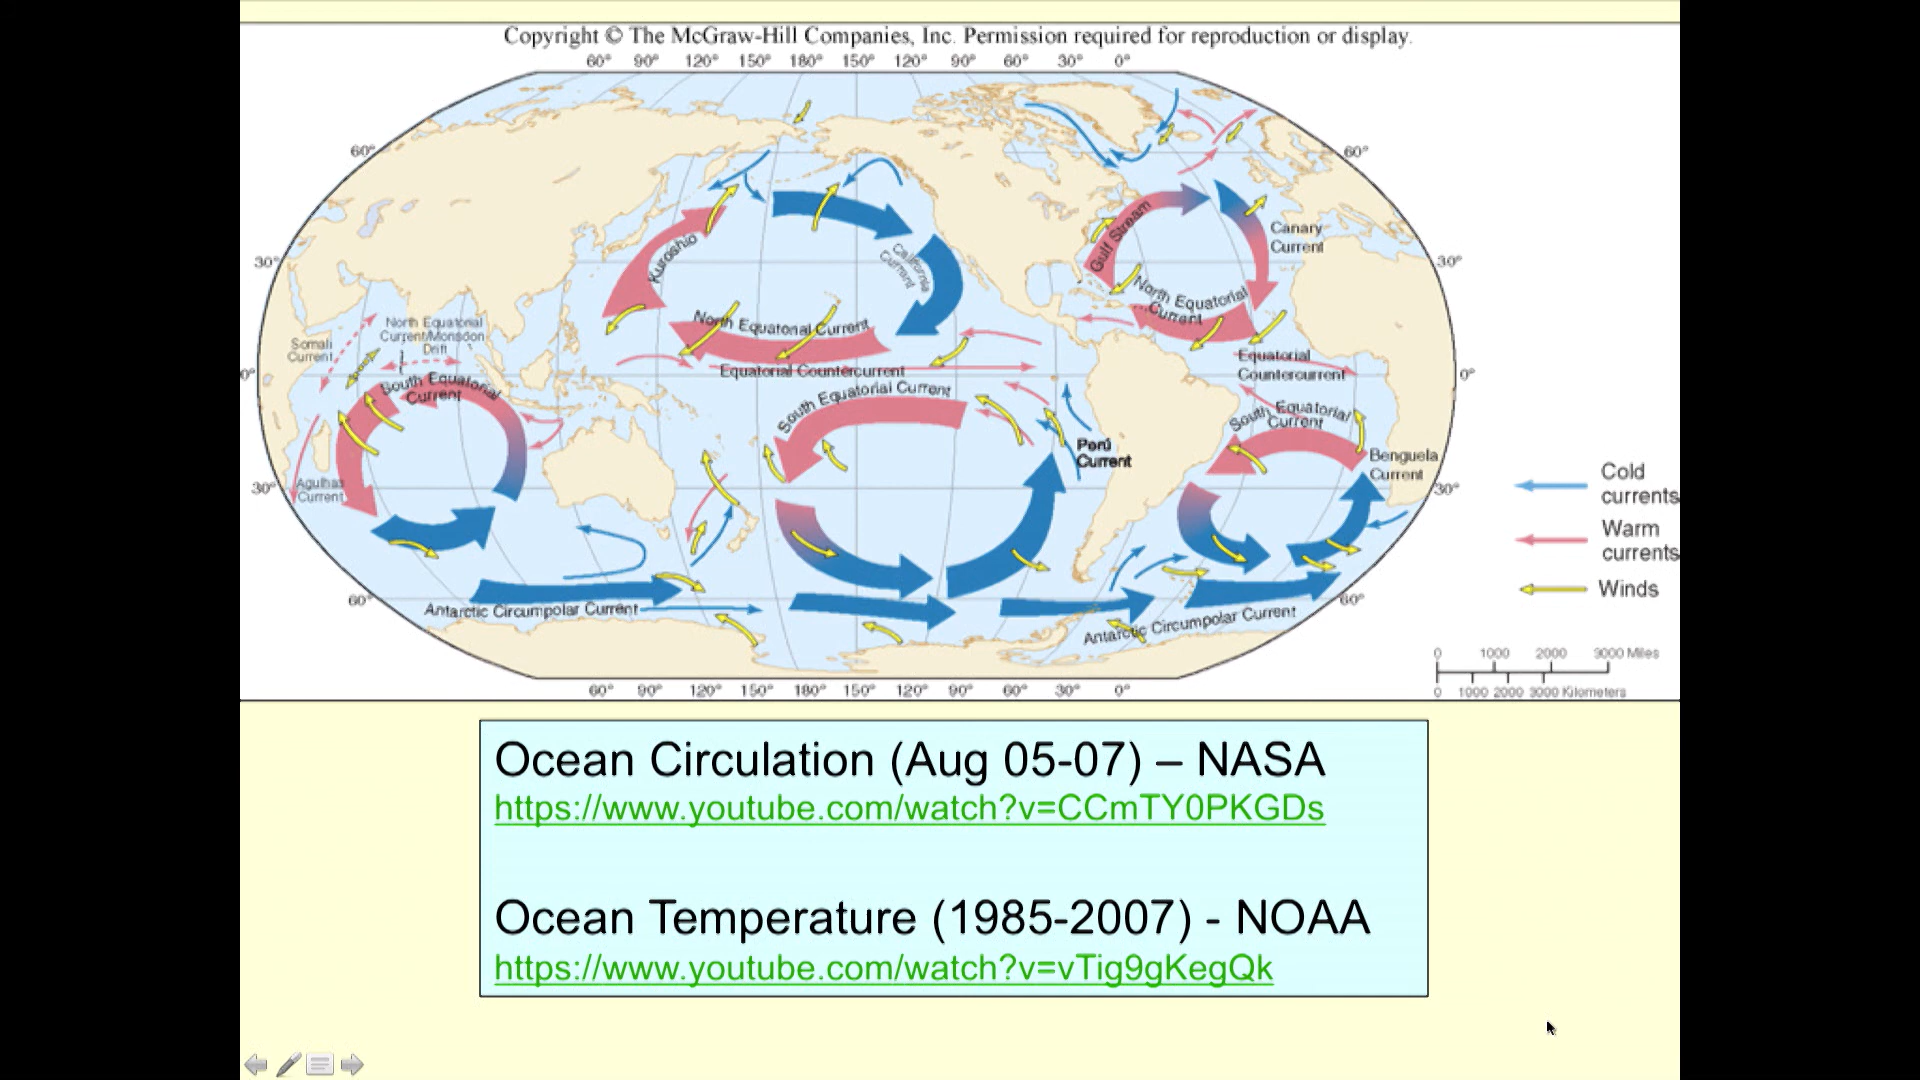 Copyright © The McGraw-Hill Companies, Inc. Permission required for reproduction or display.
60° 90° 120° 150° 180° 150° 120° 90° 60° 30° 0°
60° 60°
Gulf Stream
Canary
Current
Kuroshio
California
Current
30° 30°
North Equatorial
Current
North Equatorial
Current/Monsoon
Drift
North Equatorial Current
Somali
Current
Equatorial
Countercurrent
0° 0°
Equatorial Countercurrent
South Equatorial
Current
South Equatorial Current
South Equatorial
Current
Perú
Current
Benguela
Current
Agulhas
Current
30° 30°
Cold
currents
Warm
currents
Winds
60° 60°
Antarctic Circumpolar Current
Antarctic Circumpolar Current
0 1000 2000 3000 Miles
0 1000 2000 3000 Kilometers
60° 90° 120° 150° 180° 150° 120° 90° 60° 30° 0°
Ocean Circulation (Aug 05-07) – NASA
https://www.youtube.com/watch?v=CCmTY0PKGDs
Ocean Temperature (1985-2007) - NOAA
https://www.youtube.com/watch?v=vTig9gKegQk